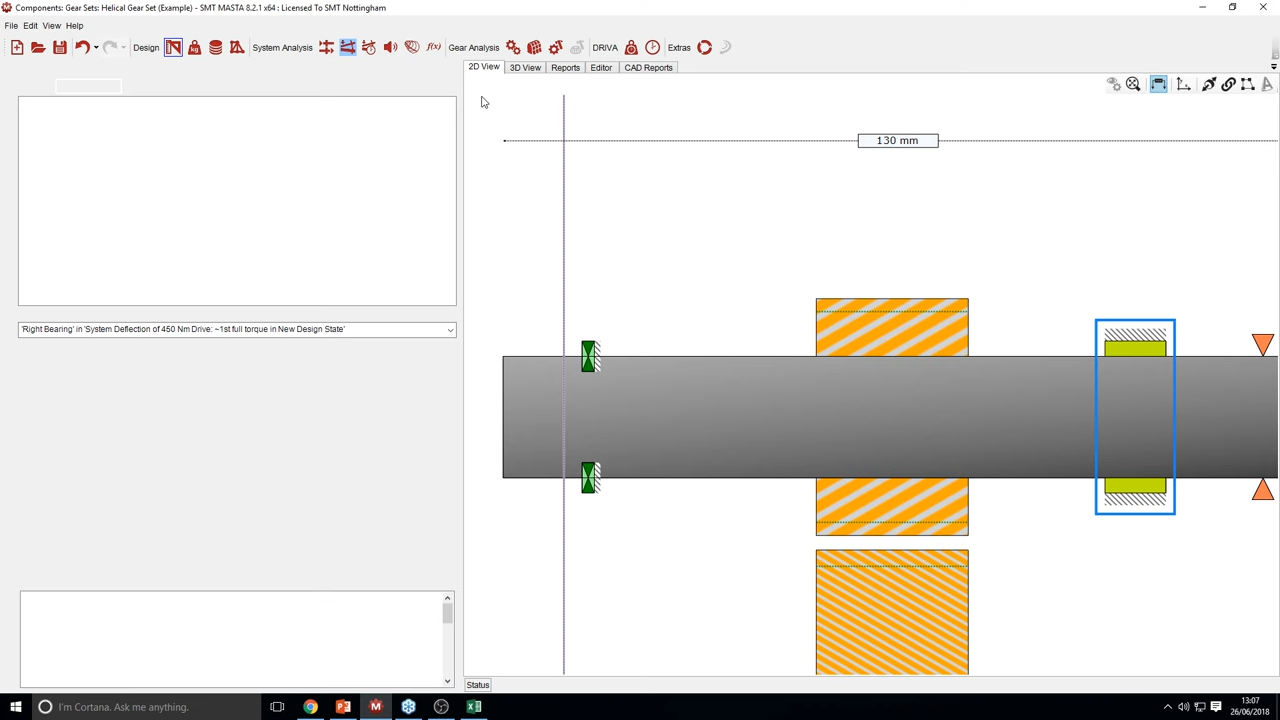 Components: Gear Sets: Helical Gear Set (Example) - SMT MASTA 8.2.1 x64 : Licensed To SMT Nottingham
File Edit View Help
Design System Analysis f(x) Gear Analysis DRIVA Extras
2D View 3D View Reports Editor CAD Reports
130 mm
'Right Bearing' in 'System Deflection of 450 Nm Drive: ~1st full torque in New Design State'
Status
I'm Cortana. Ask me anything.
13:07
26/06/2018